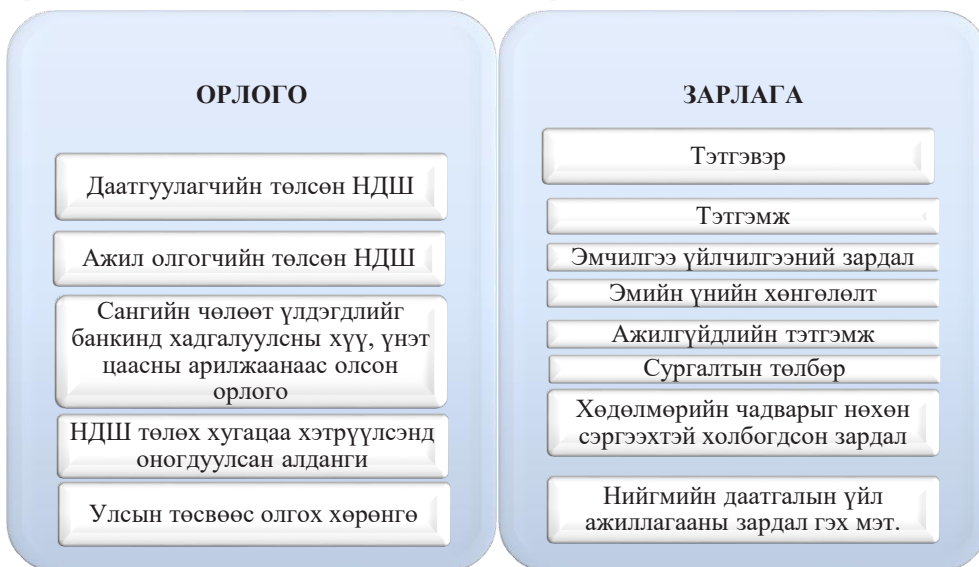 ОРЛОГО
Даатгуулагчийн төлсөн НДШ
Ажил олгогчийн төлсөн НДШ
Сангийн чөлөөт үлдэгдлийг
банкинд хадгалуулсны хүү, үнэт
цаасны арилжаанаас олсон
орлого
НДШ төлөх хугацаа хэтрүүлсэнд
оногдуулсан алданги
Улсын төсвөөс олгох хөрөнгө
ЗАРЛАГА
Тэтгэвэр
Тэтгэмж
Эмчилгээ үйлчилгээний зардал
Эмийн үнийн хөнгөлөлт
Ажилгүйдлийн тэтгэмж
Сургалтын төлбөр
Хөдөлмөрийн чадварыг нөхөн
сэргээхтэй холбогдсон зардал
Нийгмийн даатгалын үйл
ажиллагааны зардал гэх мэт.